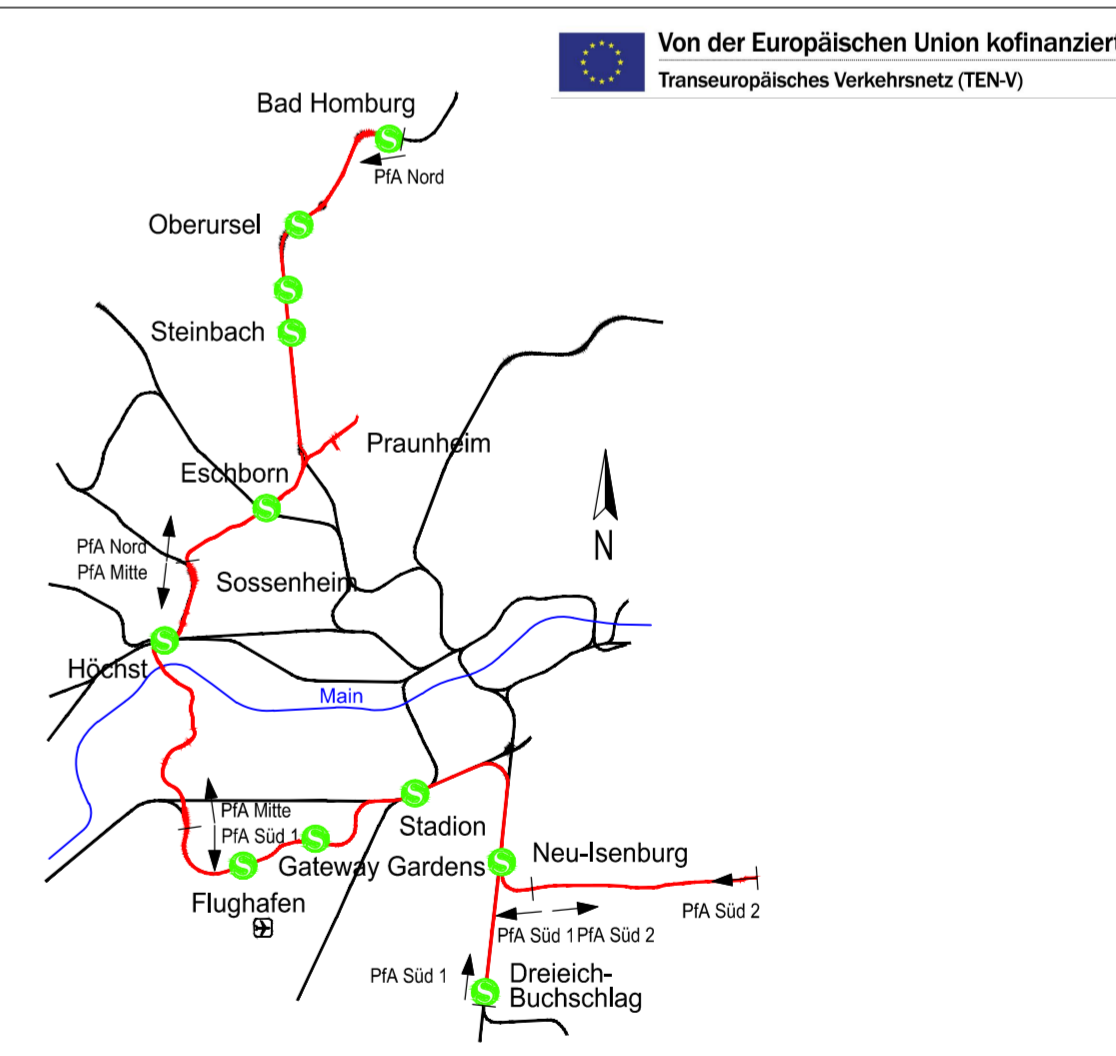 Von der Europäischen Union kofinanziert
Transeuropäisches Verkehrsnetz (TEN-V)
Bad Homburg
PfA Nord
Oberursel
Steinbach
Praunheim
Eschborn
N
PfA Nord
PfA Mitte
Sossenheim
Höchst
Main
PfA Mitte
PfA Süd 1
Stadion
Neu-Isenburg
Gateway Gardens
Flughafen
PfA Süd 2
PfA Süd 1 PfA Süd 2
PfA Süd 1
Dreieich-
Buchschlag